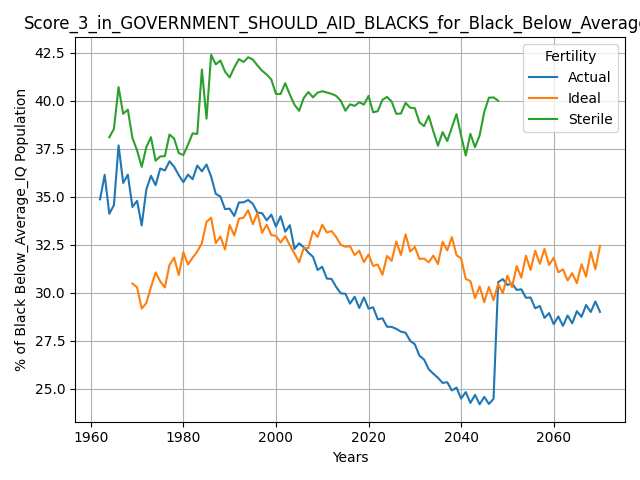 Score_3_in_GOVERNMENT_SHOULD_AID_BLACKS_for_Black_Below_Average
% of Black Below_Average_IQ Population
42.5
40.0
37.5
35.0
32.5
30.0
27.5
25.0
Fertility
Actual
Ideal
Sterile
1960 1980 2000 2020 2040 2060
Years